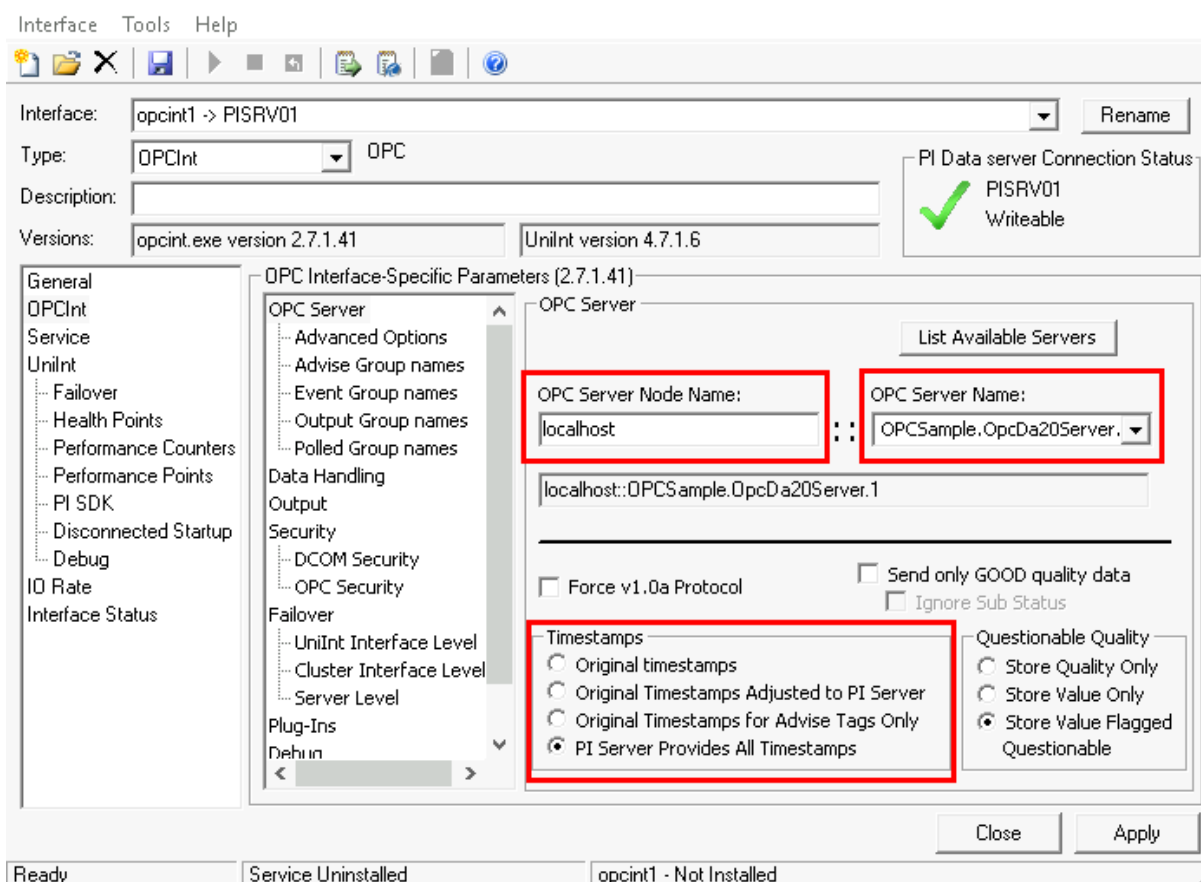 Interface Tools Help
Interface: opcint1 -> PISRV01 Rename
Type: OPCInt OPC
PI Data server Connection Status
PISRV01
Writeable
Description:
Versions: opcint.exe version 2.7.1.41 UniInt version 4.7.1.6
General
OPCInt
Service
UniInt
Failover
Health Points
Performance Counters
Performance Points
PI SDK
Disconnected Startup
Debug
IO Rate
Interface Status
OPC Interface-Specific Parameters (2.7.1.41)
OPC Server
Advanced Options
Advise Group names
Event Group names
Output Group names
Polled Group names
Data Handling
Output
Security
DCOM Security
OPC Security
Failover
UniInt Interface Level
Cluster Interface Level
Server Level
Plug-Ins
Debug
OPC Server
List Available Servers
OPC Server Node Name: OPC Server Name:
localhost :: OPCSample.OpcDa20Server.
localhost::OPCSample.OpcDa20Server.1
Force v1.0a Protocol
Send only GOOD quality data
Ignore Sub Status
Timestamps
Original timestamps
Original Timestamps Adjusted to PI Server
Original Timestamps for Advise Tags Only
PI Server Provides All Timestamps
Questionable Quality
Store Quality Only
Store Value Only
Store Value Flagged
Questionable
Close Apply
Ready Service Uninstalled opcint1 - Not Installed